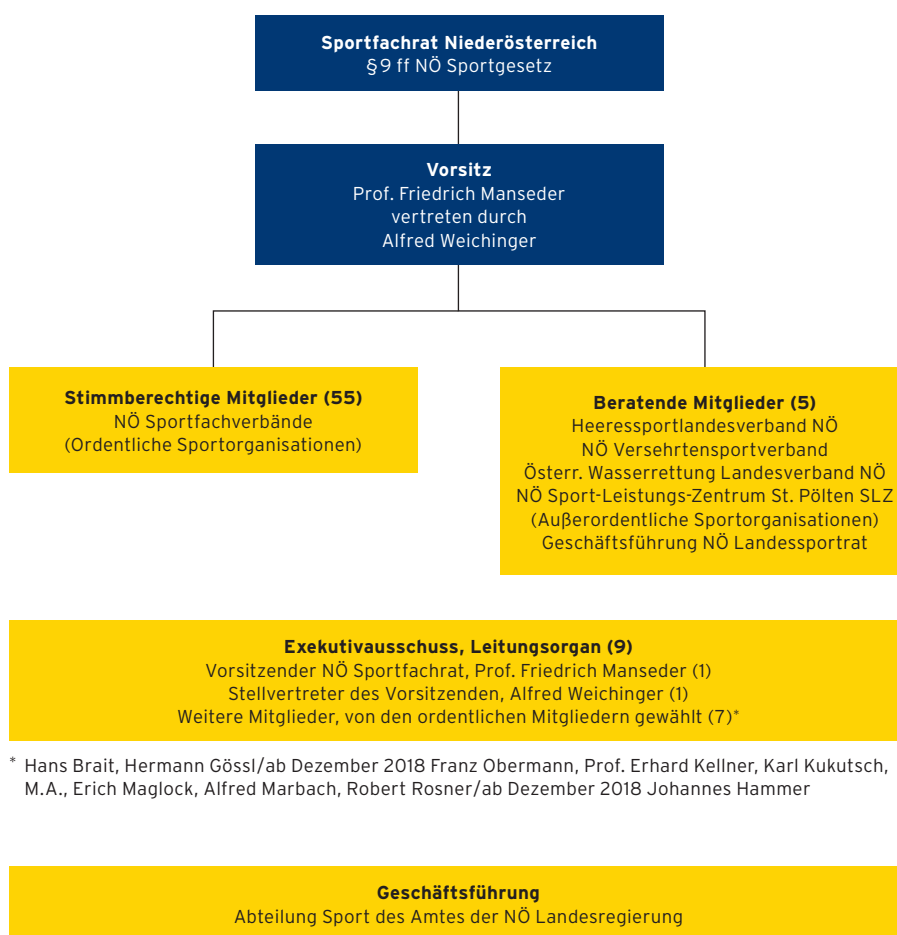 Sportfachrat Niederösterreich
§ 9 ff NÖ Sportgesetz
Vorsitz
Prof. Friedrich Manseder
vertreten durch
Alfred Weichinger
Stimmberechtige Mitglieder (55)
NÖ Sportfachverbände
(Ordentliche Sportorganisationen)
Beratende Mitglieder (5)
Heeressportlandesverband NÖ
NÖ Versehrtensportverband
Österr. Wasserrettung Landesverband NÖ
NÖ Sport-Leistungs-Zentrum St. Pölten SLZ
(Außerordentliche Sportorganisationen)
Geschäftsführung NÖ Landessportrat
Exekutivausschuss, Leitungsorgan (9)
Vorsitzender NÖ Sportfachrat, Prof. Friedrich Manseder (1)
Stellvertreter des Vorsitzenden, Alfred Weichinger (1)
Weitere Mitglieder, von den ordentlichen Mitgliedern gewählt (7)*
* Hans Brait, Hermann Gössl/ab Dezember 2018 Franz Obermann, Prof. Erhard Kellner, Karl Kukutsch,
M.A., Erich Maglock, Alfred Marbach, Robert Rosner/ab Dezember 2018 Johannes Hammer
Geschäftsführung
Abteilung Sport des Amtes der NÖ Landesregierung